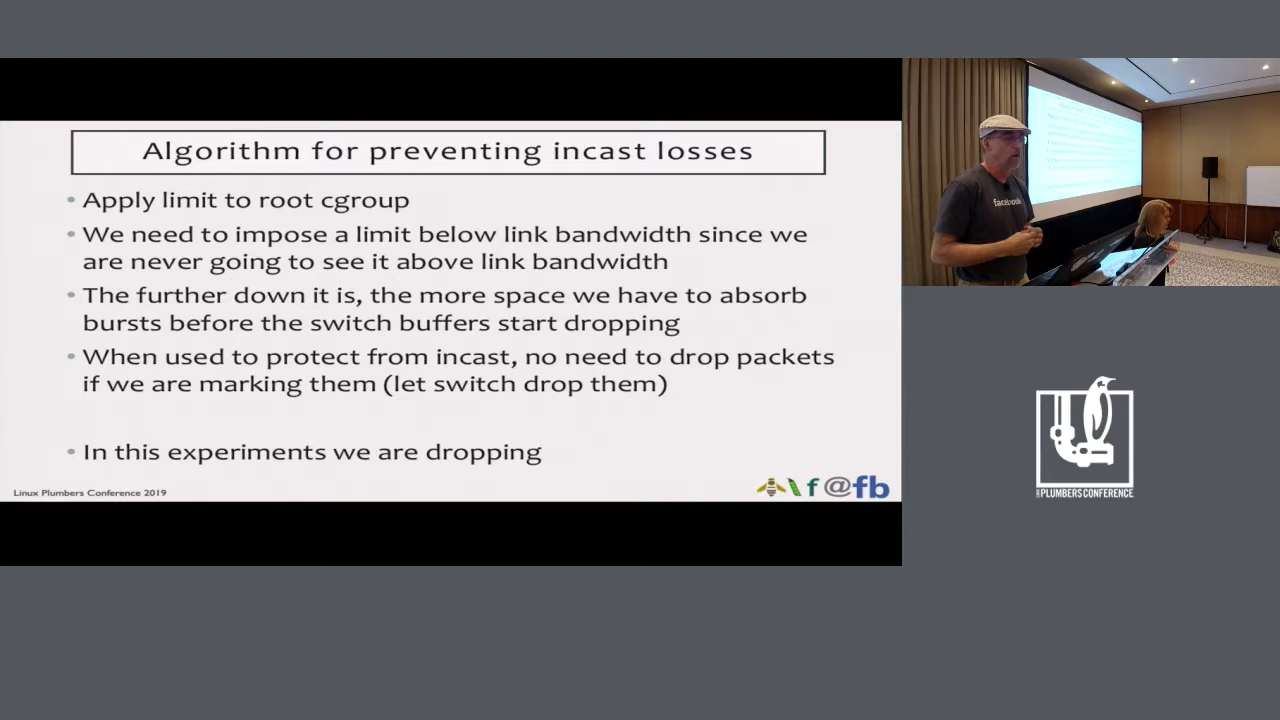 Algorithm for preventing incast losses
• Apply limit to root cgroup
• We need to impose a limit below link bandwidth since we
are never going to see it above link bandwidth
• The further down it is, the more space we have to absorb
bursts before the switch buffers start dropping
• When used to protect from incast, no need to drop packets
if we are marking them (let switch drop them)
• In this experiments we are dropping
Linux Plumbers Conference 2019
f@fb
facebook
PLUMBERS CONFERENCE